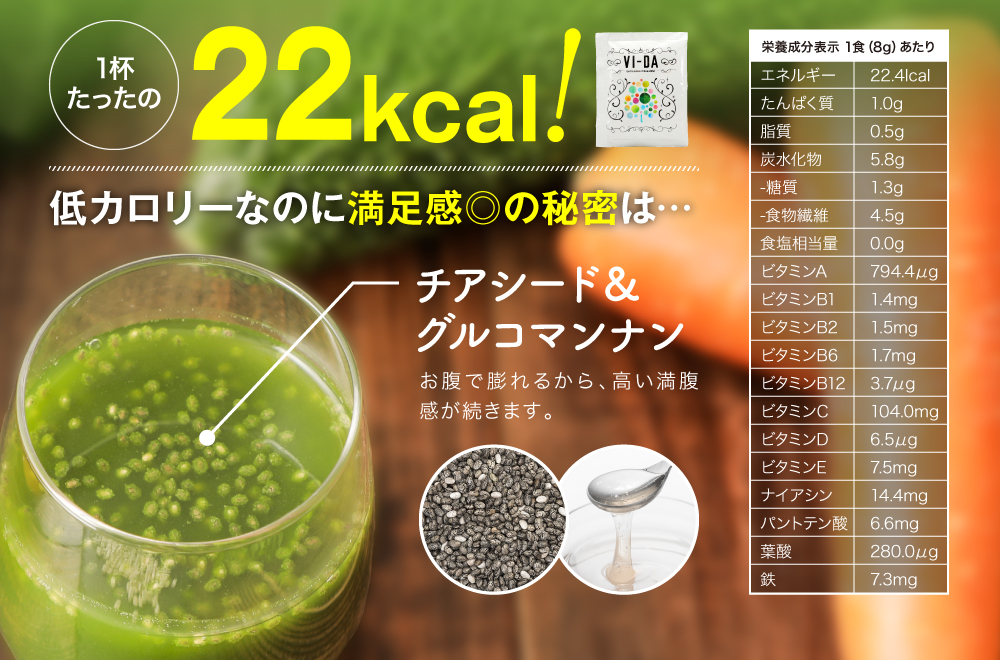 1杯
たったの
22kcal!
VI-DA
低カロリーなのに満足感◎の秘密は…
チアシード&
グルコマンナン
お腹で膨れるから、高い満腹
感が続きます。
栄養成分表示 1食(8g)あたり
エネルギー 22.4lcal
たんぱく質 1.0g
脂質 0.5g
炭水化物 5.8g
-糖質 1.3g
-食物繊維 4.5g
食塩相当量 0.0g
ビタミンA 794.4μg
ビタミンB1 1.4mg
ビタミンB2 1.5mg
ビタミンB6 1.7mg
ビタミンB12 3.7μg
ビタミンC 104.0mg
ビタミンD 6.5μg
ビタミンE 7.5mg
ナイアシン 14.4mg
パントテン酸 6.6mg
葉酸 280.0μg
鉄 7.3mg